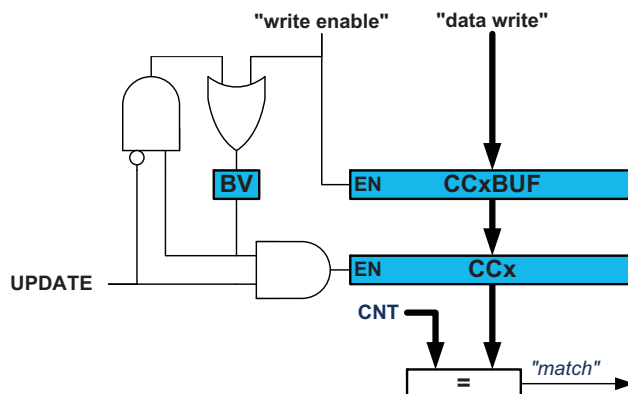 "write enable" "data write"
BV EN CCxBUF
EN CCx
UPDATE
CNT
= "match"